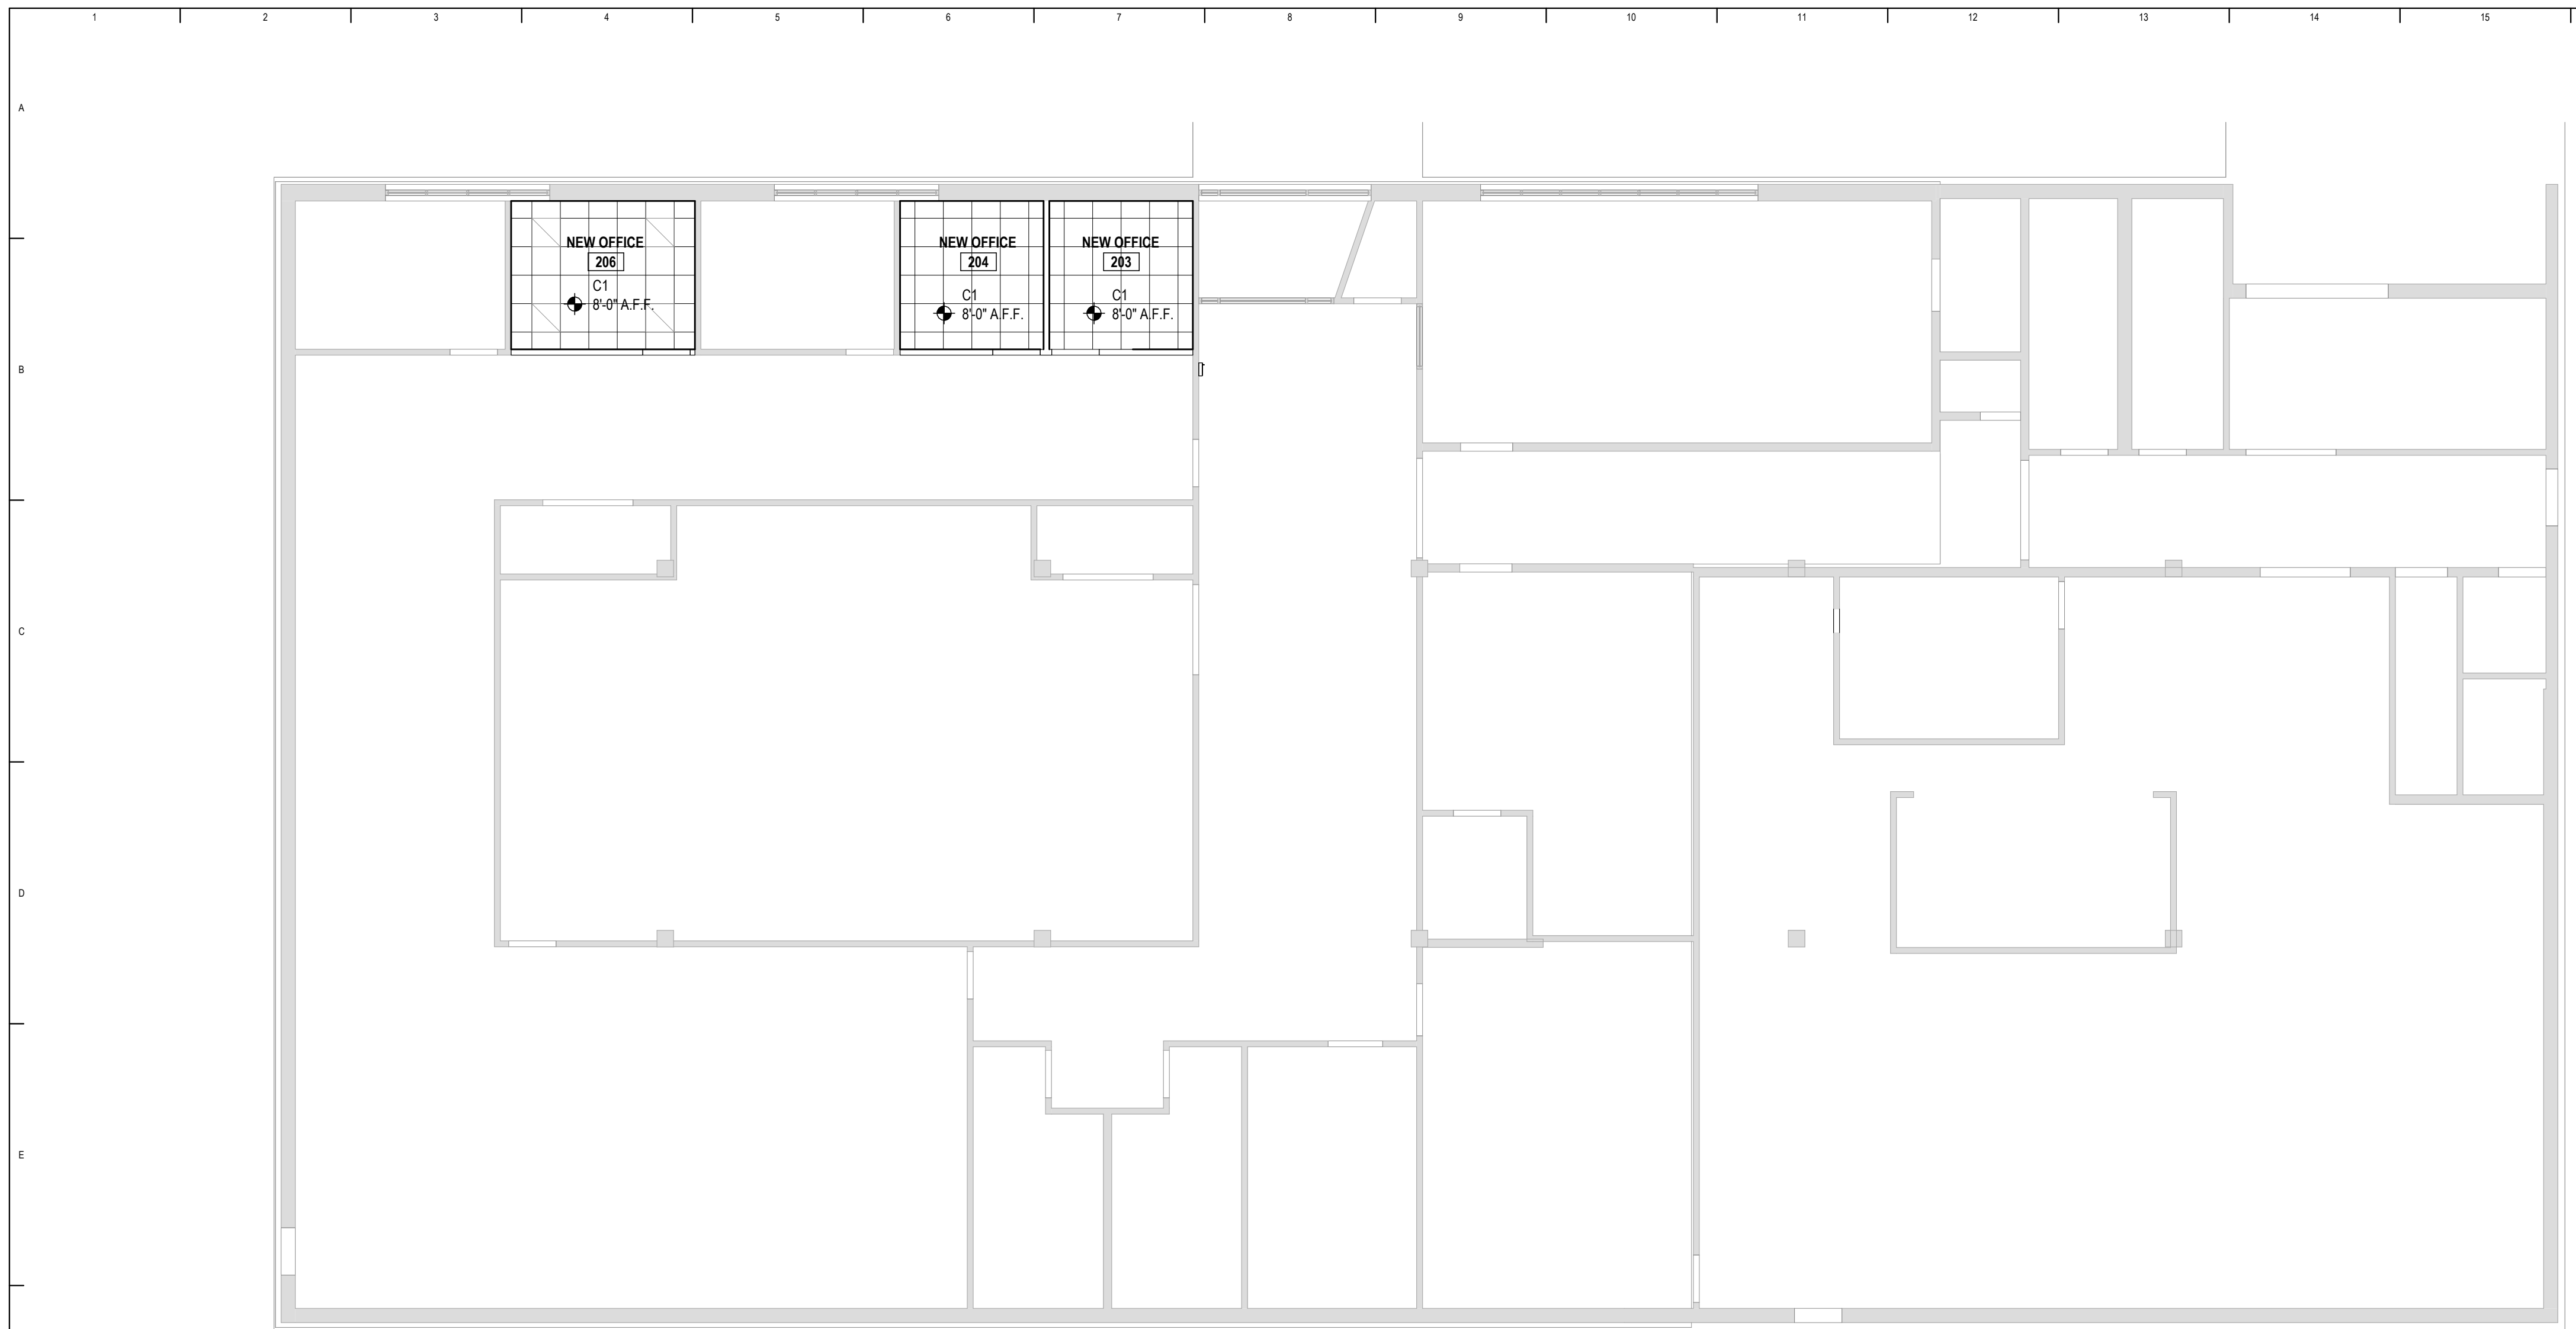 1 2 3 4 5 6 7 8 9 10 11 12 13 14 15
A
NEW OFFICE
206
C1
8'-0" A.F.F.
NEW OFFICE
204
C1
8'-0" A.F.F.
NEW OFFICE
203
C1
8'-0" A.F.F.
B
C
D
E